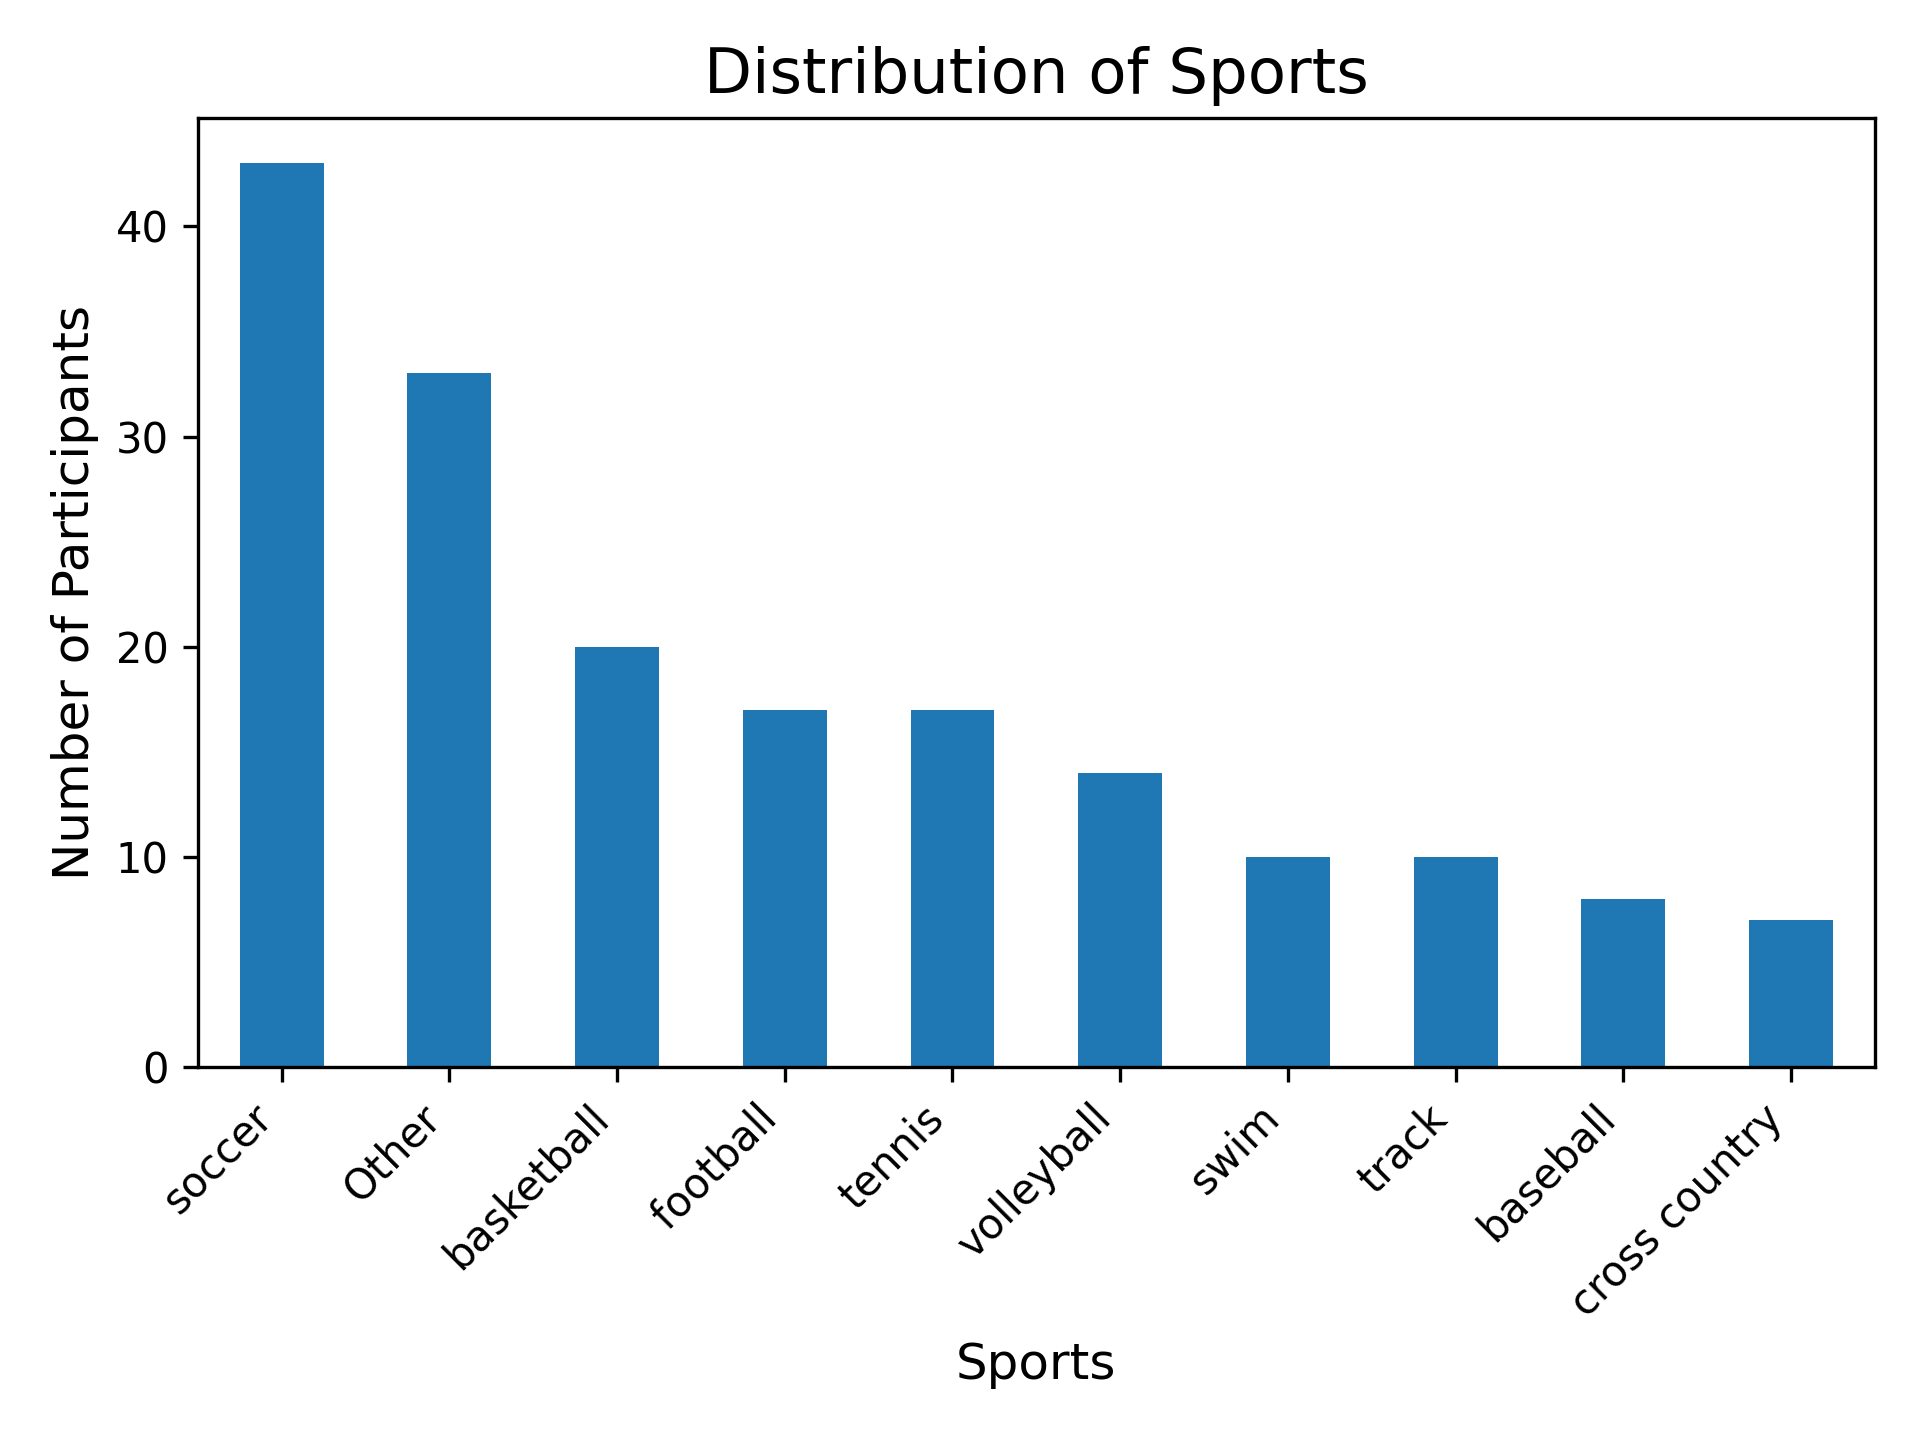 Distribution of Sports
Number of Participants
40
30
20
10
0
soccer
Other
basketball
football
tennis
volleyball
swim
track
baseball
cross country
Sports